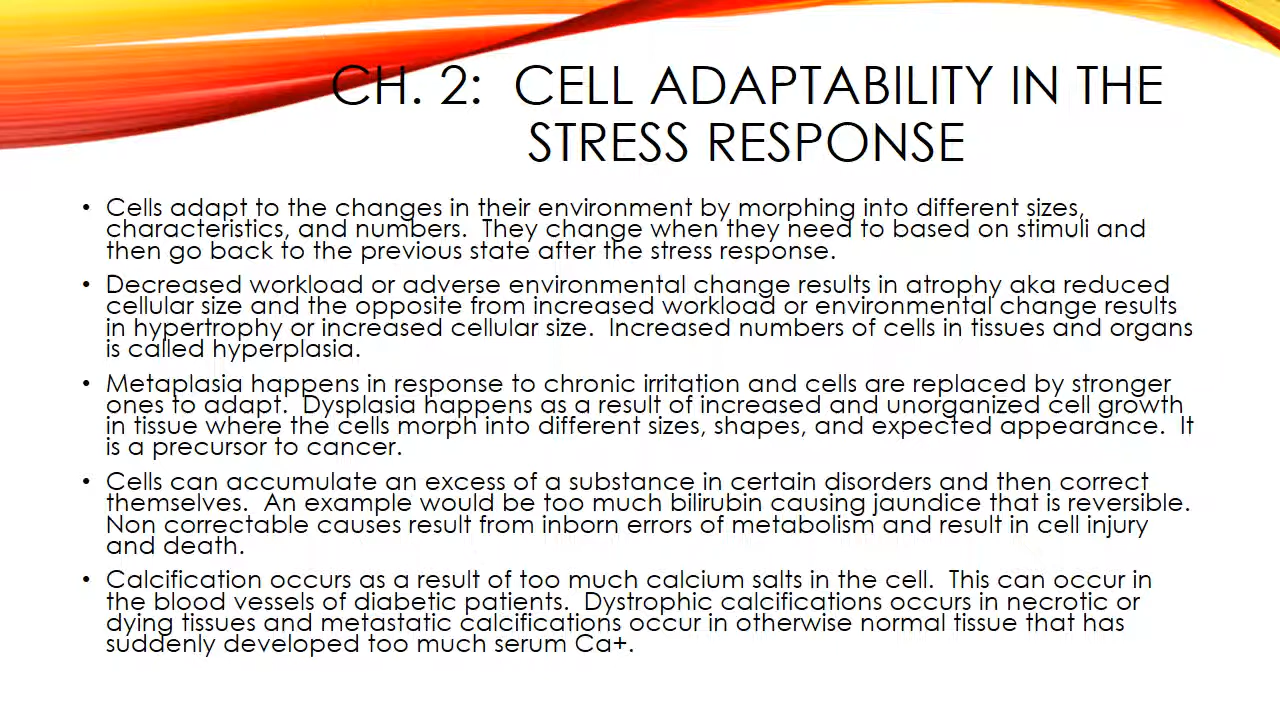 CH. 2:  CELL ADAPTABILITY IN THE
STRESS RESPONSE
• Cells adapt to the changes in their environment by morphing into different sizes,
characteristics, and numbers.  They change when they need to based on stimuli and
then go back to the previous state after the stress response.
• Decreased workload or adverse environmental change results in atrophy aka reduced
cellular size and the opposite from increased workload or environmental change results
in hypertrophy or increased cellular size.  Increased numbers of cells in tissues and organs
is called hyperplasia.
• Metaplasia happens in response to chronic irritation and cells are replaced by stronger
ones to adapt.  Dysplasia happens as a result of increased and unorganized cell growth
in tissue where the cells morph into different sizes, shapes, and expected appearance.  It
is a precursor to cancer.
• Cells can accumulate an excess of a substance in certain disorders and then correct
themselves.  An example would be too much bilirubin causing jaundice that is reversible.
Non correctable causes result from inborn errors of metabolism and result in cell injury
and death.
• Calcification occurs as a result of too much calcium salts in the cell.  This can occur in
the blood vessels of diabetic patients.  Dystrophic calcifications occurs in necrotic or
dying tissues and metastatic calcifications occur in otherwise normal tissue that has
suddenly developed too much serum Ca+.